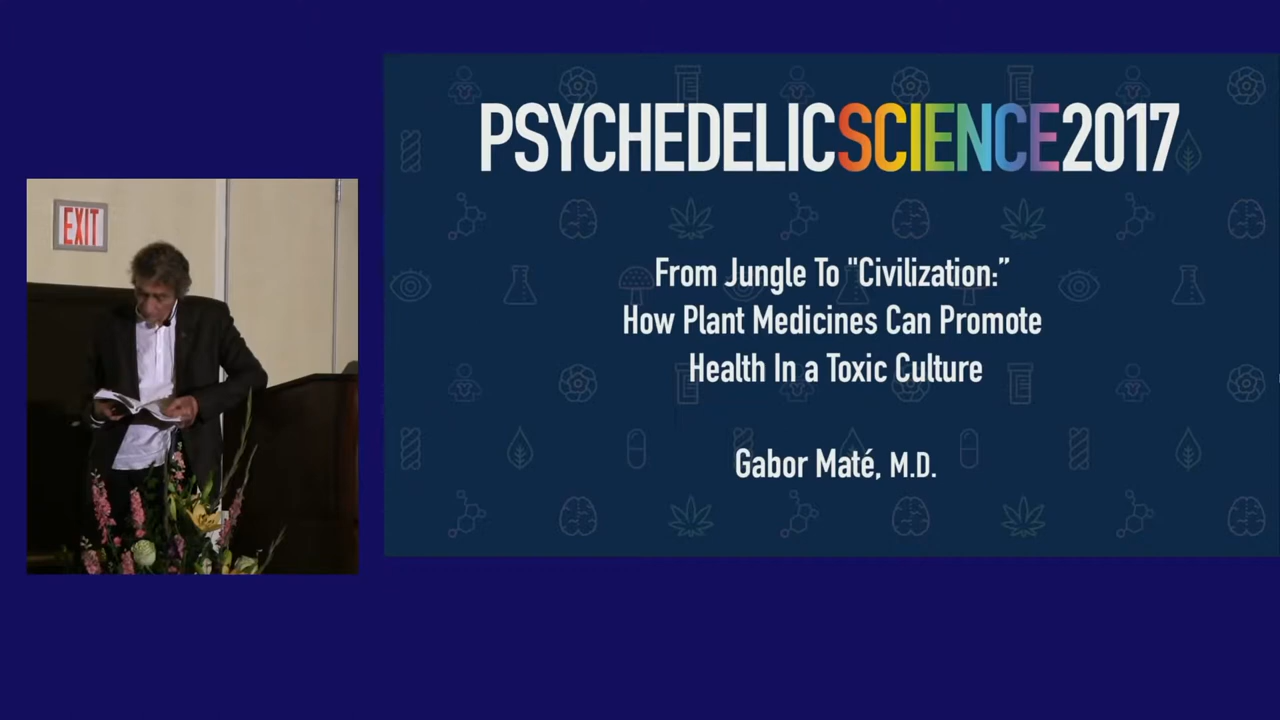 EXIT
PSYCHEDELICSCIENCE2017
From Jungle To "Civilization:”
How Plant Medicines Can Promote
Health In a Toxic Culture
Gabor Maté, M.D.